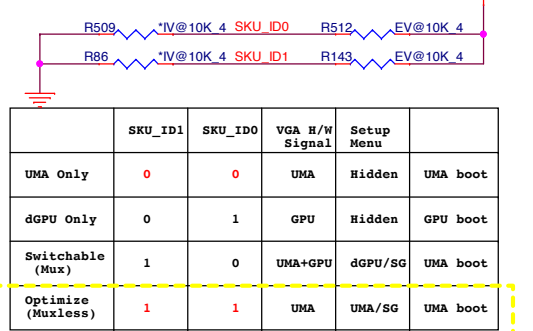 R509 *IV@10K_4 SKU_ID0 R512 EV@10K_4
R86 *IV@10K_4 SKU_ID1 R143 EV@10K_4
SKU_ID1 SKU_ID0 VGA H/W Signal Setup Menu
UMA Only 0 0 UMA Hidden UMA boot
dGPU Only 0 1 GPU Hidden GPU boot
Switchable (Mux) 1 0 UMA+GPU dGPU/SG UMA boot
Optimize (Muxless) 1 1 UMA UMA/SG UMA boot